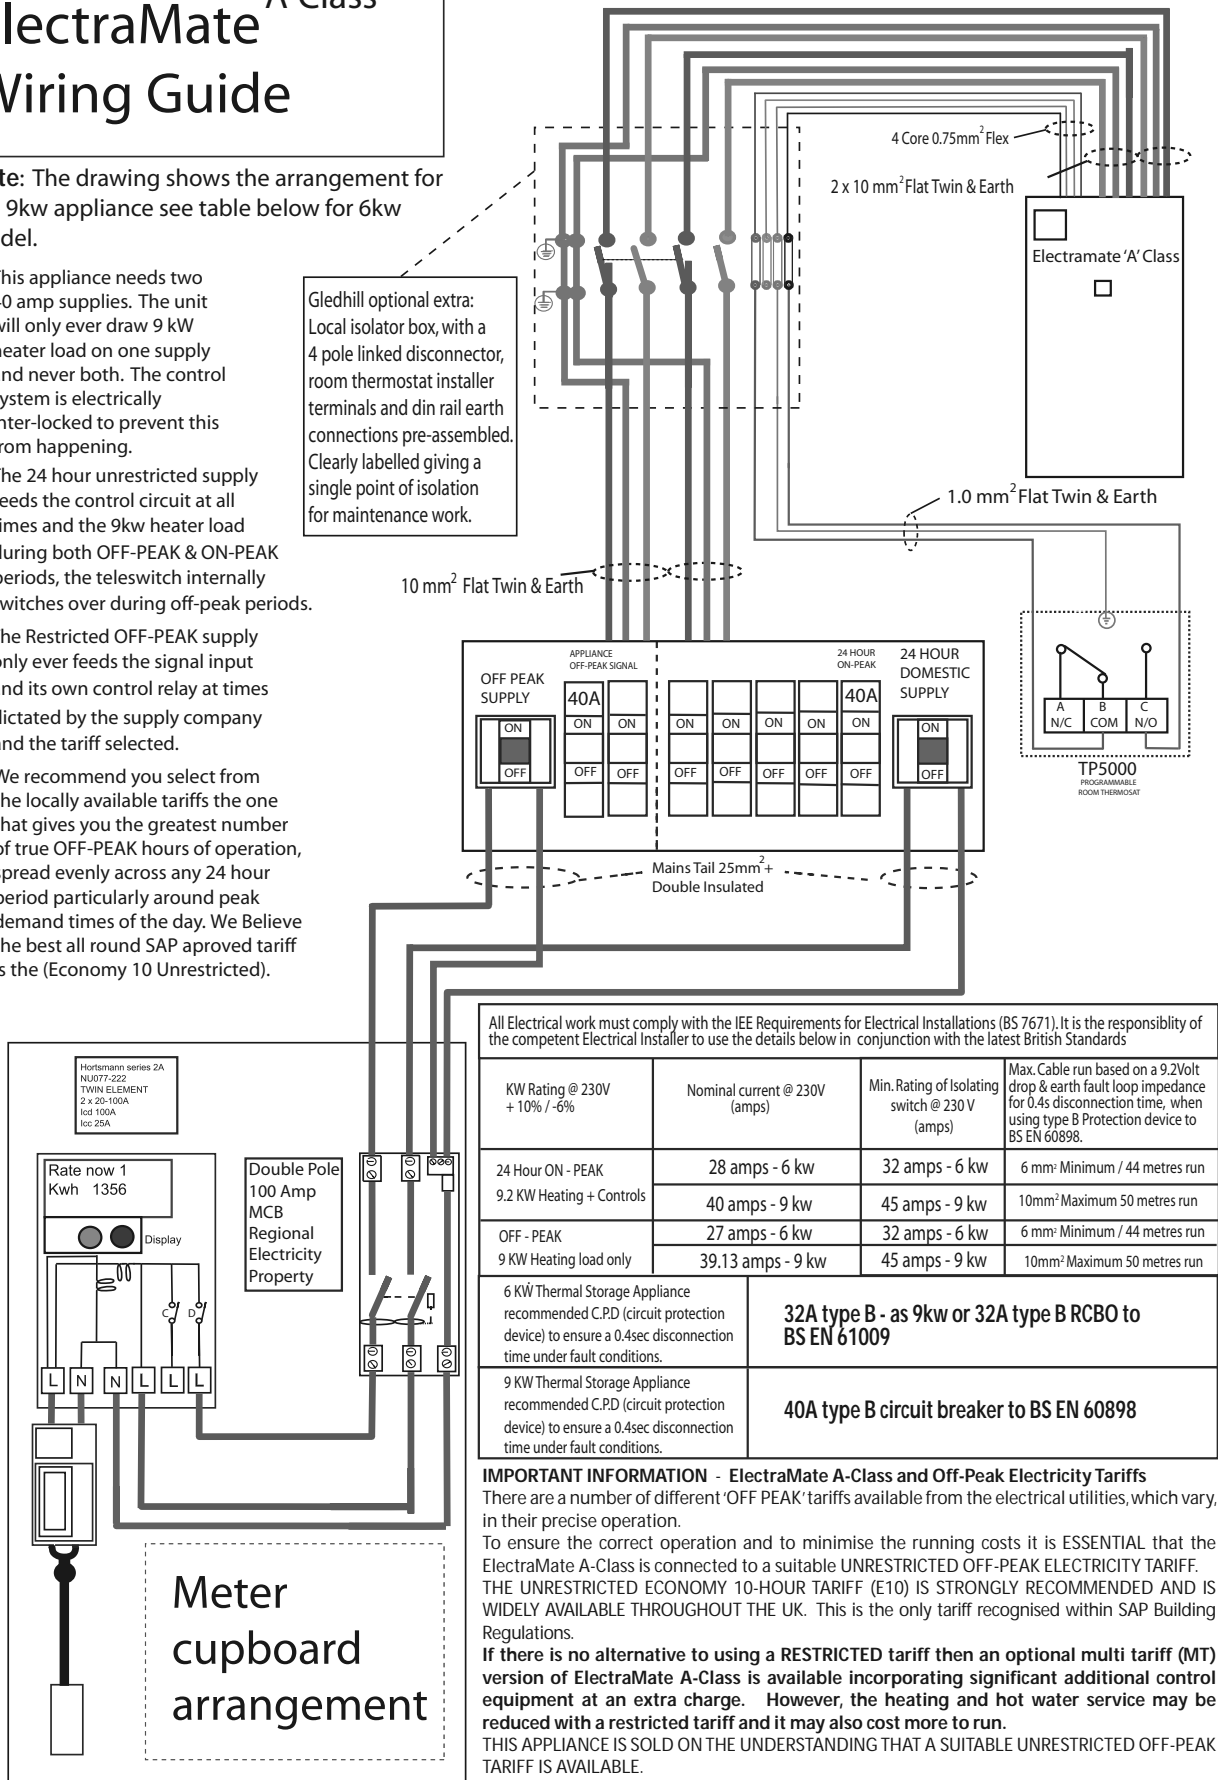 A-Class
lectraMate
Wiring Guide
te: The drawing shows the arrangement for
9kw appliance see table below for 6kw
del.
This appliance needs two
40 amp supplies. The unit
will only ever draw 9 kW
heater load on one supply
and never both. The control
system is electrically
inter-locked to prevent this
from happening.
The 24 hour unrestricted supply
feeds the control circuit at all
times and the 9kw heater load
during both OFF-PEAK & ON-PEAK
periods, the teleswitch internally
switches over during off-peak periods.
The Restricted OFF-PEAK supply
only ever feeds the signal input
and its own control relay at times
dictated by the supply company
and the tariff selected.
We recommend you select from
the locally available tariffs the one
that gives you the greatest number
of true OFF-PEAK hours of operation,
spread evenly across any 24 hour
period particularly around peak
demand times of the day. We Believe
the best all round SAP aproved tariff
is the (Economy 10 Unrestricted).
Gledhill optional extra:
Local isolator box, with a
4 pole linked disconnector,
room thermostat installer
terminals and din rail earth
connections pre-assembled.
Clearly labelled giving a
single point of isolation
for maintenance work.
4 Core 0.75mm² Flex
2 x 10 mm² Flat Twin & Earth
Electramate 'A' Class
1.0 mm² Flat Twin & Earth
10 mm² Flat Twin & Earth
A
N/C
B
COM
C
N/O
TP5000
PROGRAMMABLE
ROOM THERMOSAT
OFF PEAK
SUPPLY
ON
OFF
APPLIANCE
OFF-PEAK SIGNAL
40A
ON ON
OFF OFF
24 HOUR
ON-PEAK
40A
ON ON ON ON ON
OFF OFF OFF OFF OFF
24 HOUR
DOMESTIC
SUPPLY
ON
OFF
Mains Tail 25mm² +
Double Insulated
Hortsmann series 2A
NU077-222
TWIN ELEMENT
2 x 20-100A
Icd 100A
Icc 25A
Rate now 1
Kwh 1356
Display
C D
L N N L L L
Double Pole
100 Amp
MCB
Regional
Electricity
Property
Meter
cupboard
arrangement
All Electrical work must comply with the IEE Requirements for Electrical Installations (BS 7671). It is the responsiblity of
the competent Electrical Installer to use the details below in conjunction with the latest British Standards
KW Rating @ 230V
+ 10% / -6%
Nominal current @ 230V
(amps)
Min. Rating of Isolating
switch @ 230 V
(amps)
Max. Cable run based on a 9.2Volt
drop & earth fault loop impedance
for 0.4s disconnection time, when
using type B Protection device to
BS EN 60898.
24 Hour ON - PEAK
9.2 KW Heating + Controls
28 amps - 6 kw
32 amps - 6 kw
6 mm² Minimum / 44 metres run
40 amps - 9 kw
45 amps - 9 kw
10mm² Maximum 50 metres run
OFF - PEAK
9 KW Heating load only
27 amps - 6 kw
32 amps - 6 kw
6 mm² Minimum / 44 metres run
39.13 amps - 9 kw
45 amps - 9 kw
10mm² Maximum 50 metres run
6 KW Thermal Storage Appliance
recommended C.P.D (circuit protection
device) to ensure a 0.4sec disconnection
time under fault conditions.
32A type B - as 9kw or 32A type B RCBO to
BS EN 61009
9 KW Thermal Storage Appliance
recommended C.P.D (circuit protection
device) to ensure a 0.4sec disconnection
time under fault conditions.
40A type B circuit breaker to BS EN 60898
IMPORTANT INFORMATION - ElectraMate A-Class and Off-Peak Electricity Tariffs
There are a number of different 'OFF PEAK' tariffs available from the electrical utilities, which vary,
in their precise operation.
To ensure the correct operation and to minimise the running costs it is ESSENTIAL that the
ElectraMate A-Class is connected to a suitable UNRESTRICTED OFF-PEAK ELECTRICITY TARIFF.
THE UNRESTRICTED ECONOMY 10-HOUR TARIFF (E10) IS STRONGLY RECOMMENDED AND IS
WIDELY AVAILABLE THROUGHOUT THE UK. This is the only tariff recognised within SAP Building
Regulations.
If there is no alternative to using a RESTRICTED tariff then an optional multi tariff (MT)
version of ElectraMate A-Class is available incorporating significant additional control
equipment at an extra charge. However, the heating and hot water service may be
reduced with a restricted tariff and it may also cost more to run.
THIS APPLIANCE IS SOLD ON THE UNDERSTANDING THAT A SUITABLE UNRESTRICTED OFF-PEAK
TARIFF IS AVAILABLE.